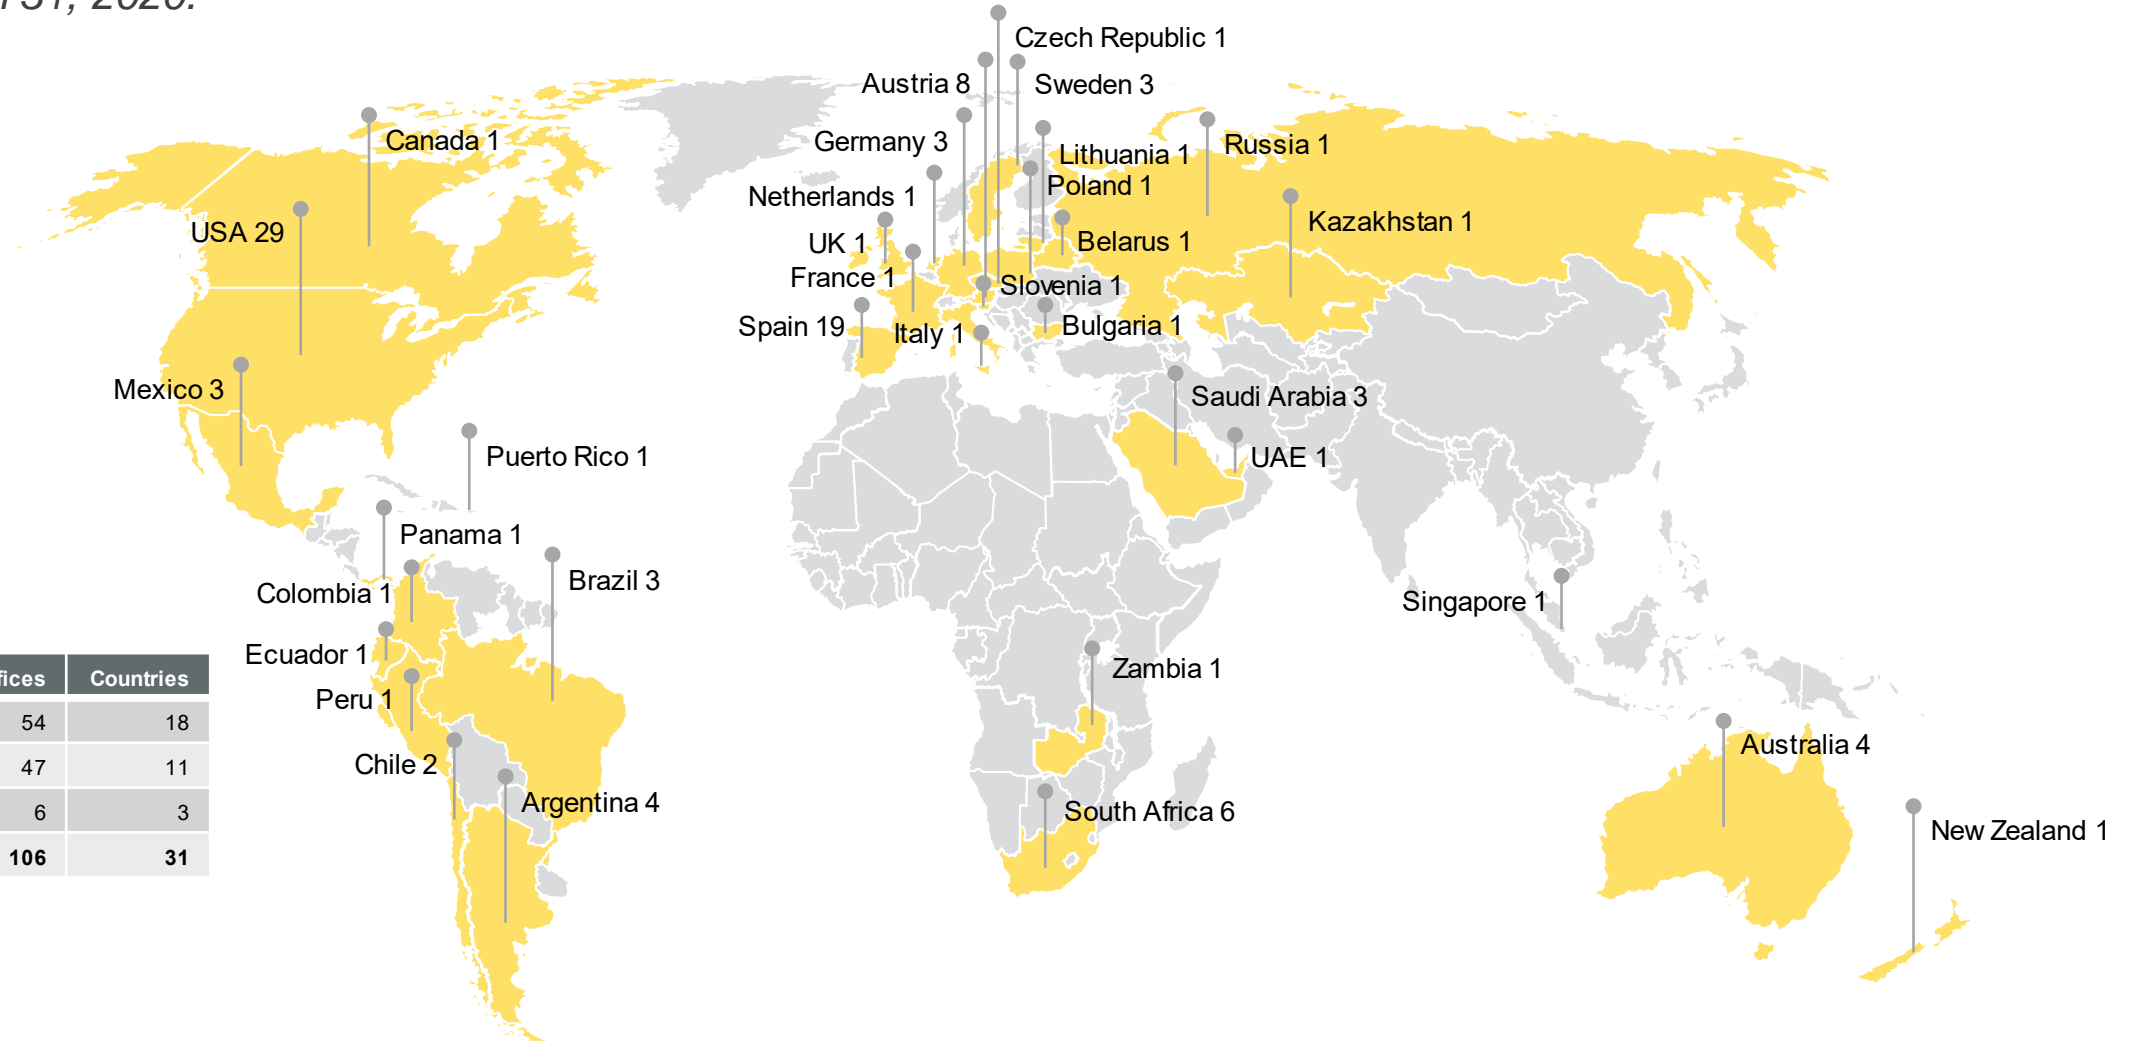 2020.
Czech Republic 1
Austria 8
Sweden 3
Canada 1
Germany 3
Lithuania 1
Russia 1
Poland 1
Netherlands 1
USA 29
UK 1
Belarus 1
Kazakhstan 1
France 1
Slovenia 1
Spain 19
Italy 1
Bulgaria 1
Mexico 3
Saudi Arabia 3
Puerto Rico 1
UAE 1
Panama 1
Colombia 1
Brazil 3
Singapore 1
Ecuador 1
Zambia 1
Peru 1
Chile 2
Australia 4
Argentina 4
South Africa 6
New Zealand 1
fices Countries
54 18
47 11
6 3
106 31